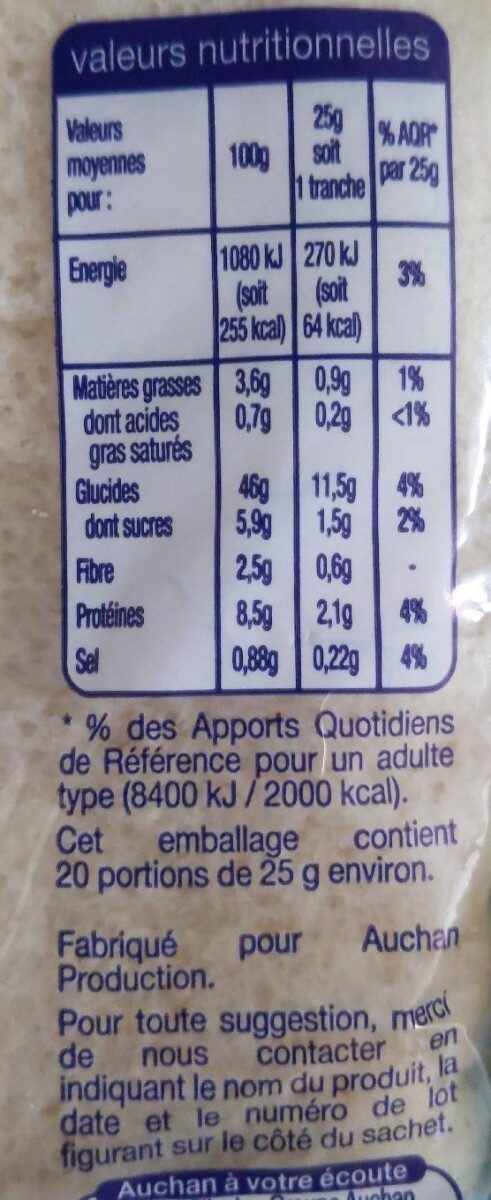 valeurs nutritionnelles
Valeurs moyennes pour : 100g 25g soit 1 tranche % AQR* par 25g
Energie 1080 kJ (soit 255 kcal) 270 kJ (soit 64 kcal) 3%
Matières grasses 3,6g 0,9g 1%
dont acides gras saturés 0,7g 0,2g <1%
Glucides 46g 11,5g 4%
dont sucres 5,9g 1,5g 2%
Fibre 2,5g 0,6g -
Protéines 8,5g 2,1g 4%
Sel 0,88g 0,22g 4%
* % des Apports Quotidiens
de Référence pour un adulte
type (8400 kJ / 2000 kcal).
Cet emballage contient
20 portions de 25 g environ.
Fabriqué pour Auchan
Production.
Pour toute suggestion, merci
de nous contacter en
indiquant le nom du produit, la
date et le numéro de lot
figurant sur le côté du sachet.
Auchan à votre écoute